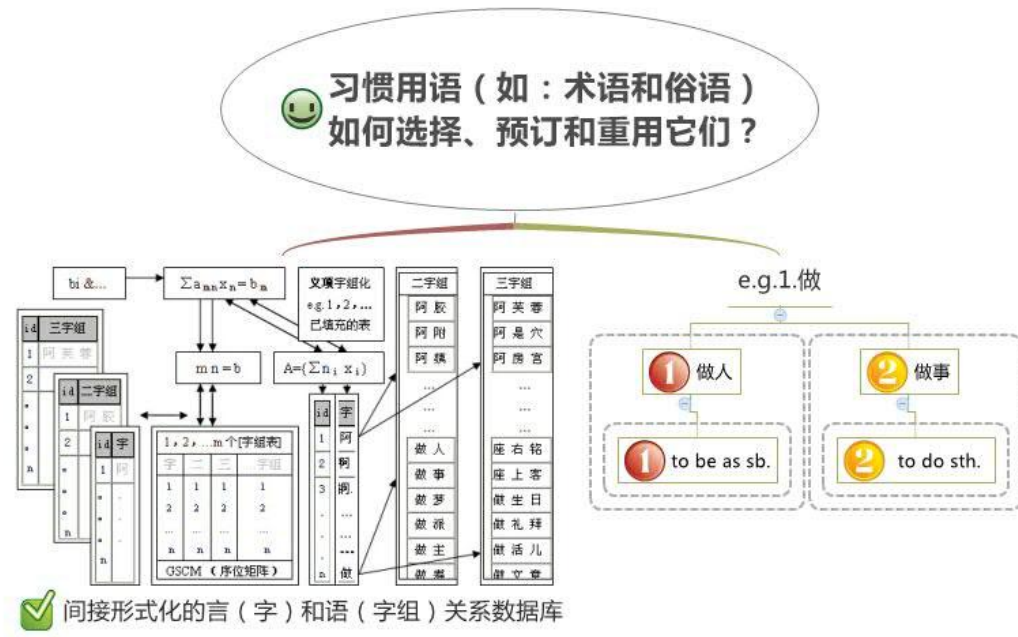 习惯用语（如：术语和俗语）
如何选择、预订和重用它们？
bi &...
∑aₘₙxₙ=bₘ
义项字组化
e.g.1，2，...
已填充的表
m n=b
A=(∑nᵢ xᵢ)
id 三字组
1 阿芙蓉
2
n
id 二字组
1 阿胶
2
n
id 字
1 阿
n
1，2，...m个[字组表]
字 二 三 字组
1 1 1 1
2 2 2 2
... ... ... ...
n n n n
GSCM （序位矩阵）
id 字
1 阿
2
3
... 
n 做
二字组
阿 胶
阿 附
...
...
...
做 人
做 事
做 梦
做 派
做 主
三字组
阿 芙 蓉
阿 是 穴
阿 房 宫
...
...
...
座 右 铭
座 上 客
做 生 日
做 礼 拜
做 活 儿
做 文 章
e.g.1.做
1 做人
2 做事
1 to be as sb.
2 to do sth.
间接形式化的言（字）和语（字组）关系数据库